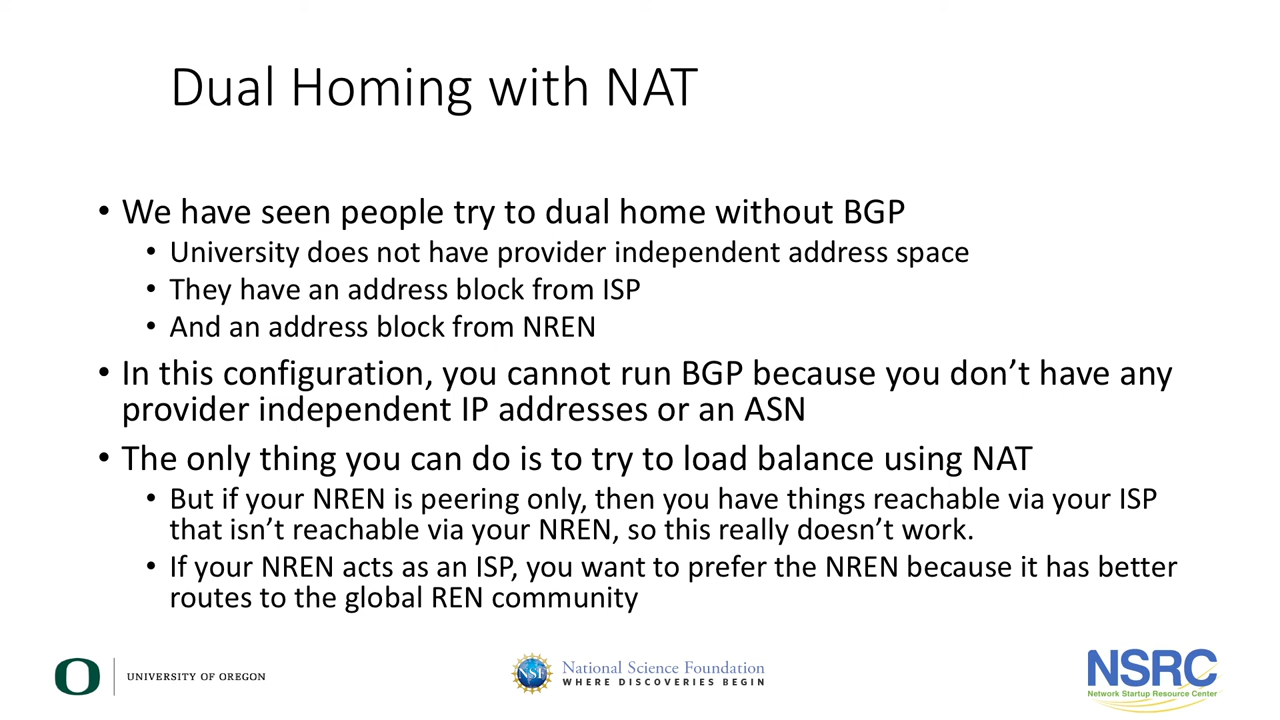 Dual Homing with NAT
• We have seen people try to dual home without BGP
• University does not have provider independent address space
• They have an address block from ISP
• And an address block from NREN
• In this configuration, you cannot run BGP because you don’t have any
provider independent IP addresses or an ASN
• The only thing you can do is to try to load balance using NAT
• But if your NREN is peering only, then you have things reachable via your ISP
that isn’t reachable via your NREN, so this really doesn’t work.
• If your NREN acts as an ISP, you want to prefer the NREN because it has better
routes to the global REN community
O
UNIVERSITY OF OREGON
NSF
National Science Foundation
WHERE DISCOVERIES BEGIN
NSRC
Network Startup Resource Center